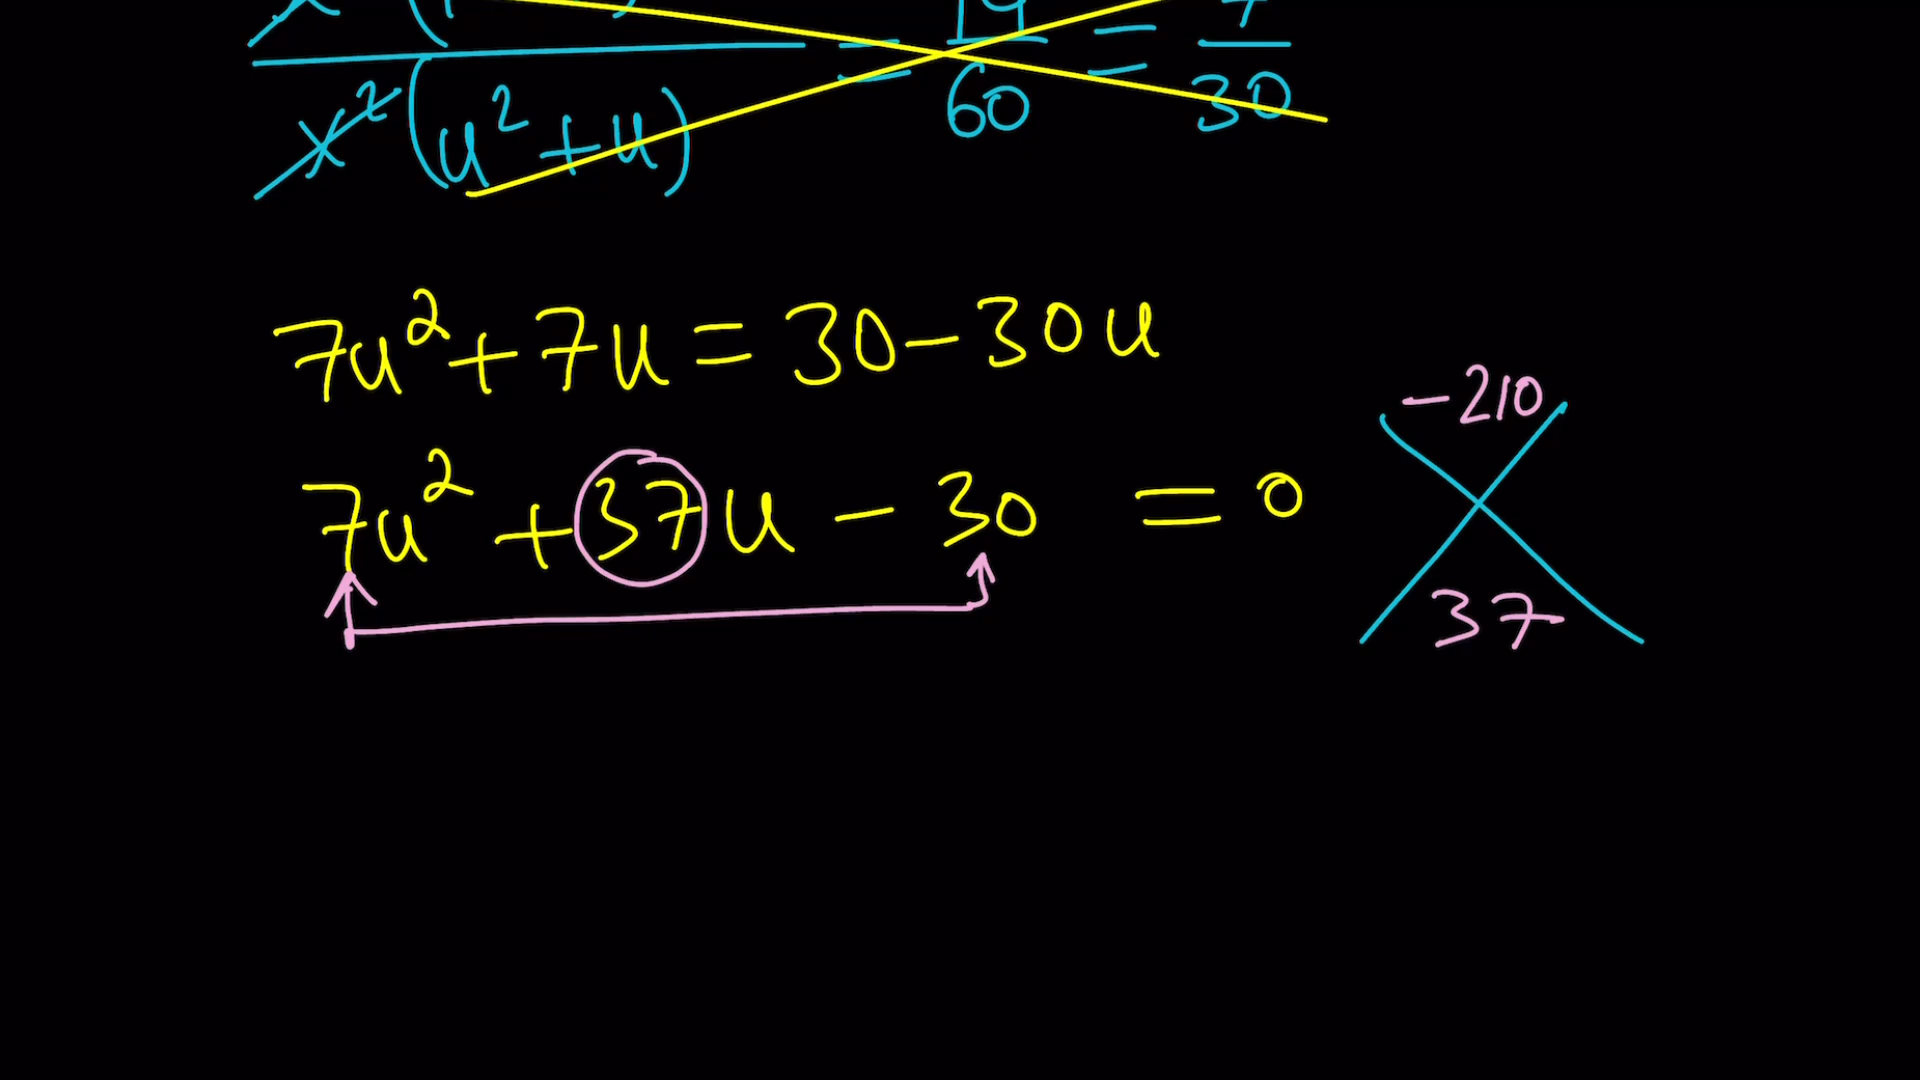 = =
x²(u²+u) 60 30
7u²+7u=30-30u
-210
7u²+37u-30 = 0
37